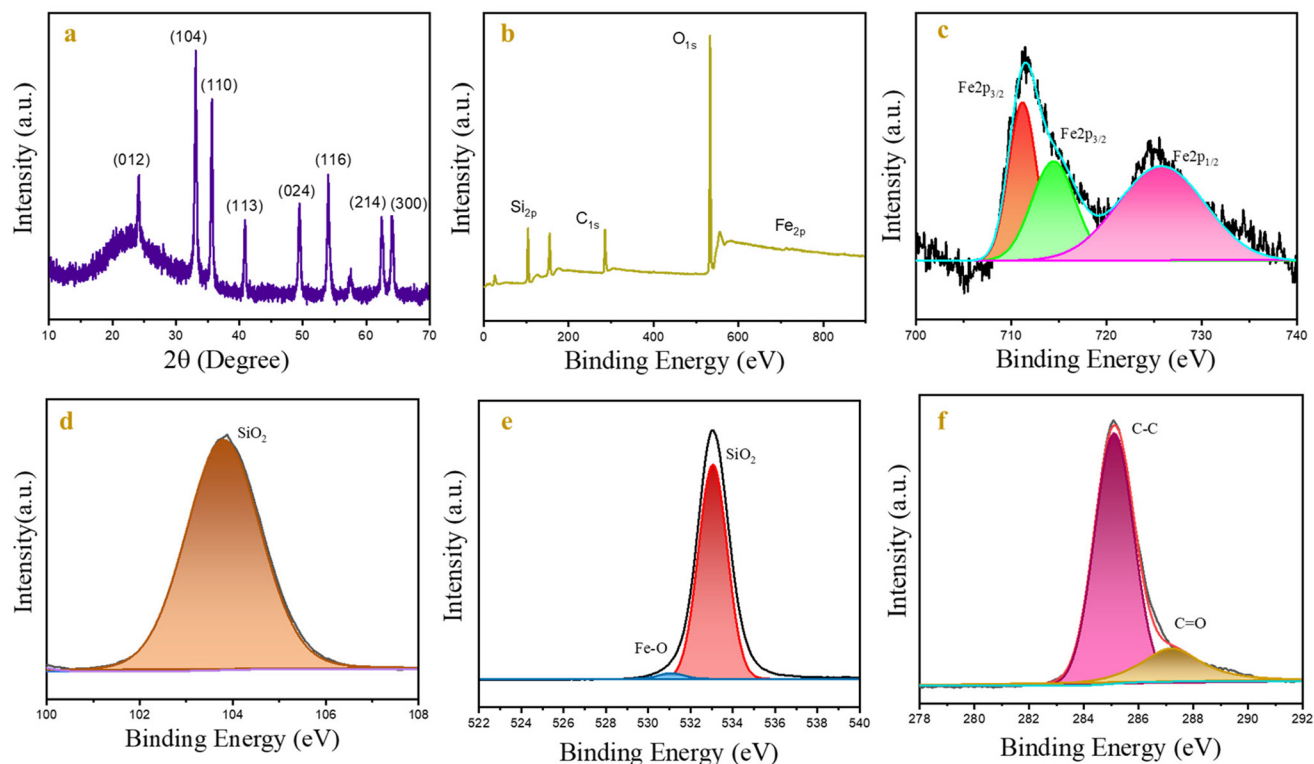 a
(104)
(110)
(012)
(116)
(024)
(113)
(214)
(300)
Intensity (a.u.)
10 20 30 40 50 60 70
2θ (Degree)
b
O1s
Si2p
C1s
Fe2p
Intensity (a.u.)
0 200 400 600 800
Binding Energy (eV)
c
Fe2p3/2
Fe2p3/2
Fe2p1/2
Intensity (a.u.)
700 710 720 730 740
Binding Energy (eV)
d
SiO2
Intensity(a.u.)
100 102 104 106 108
Binding Energy (eV)
e
SiO2
Fe-O
Intensity (a.u.)
522 524 526 528 530 532 534 536 538 540
Binding Energy (eV)
f
C-C
C=O
Intensity (a.u.)
278 280 282 284 286 288 290 292
Binding Energy (eV)